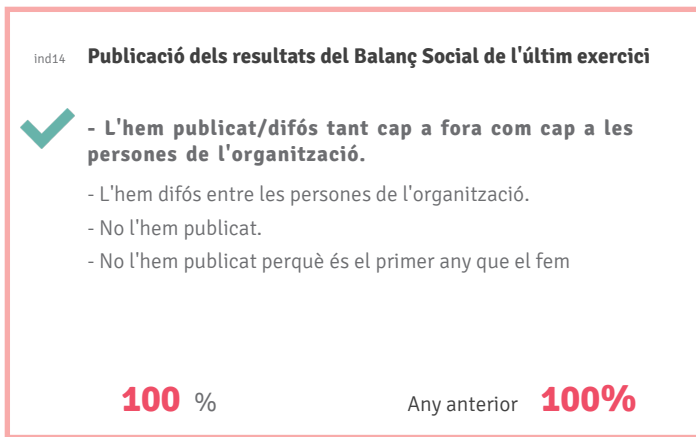 ind14 Publicació dels resultats del Balanç Social de l'últim exercici
- L'hem publicat/difós tant cap a fora com cap a les
persones de l'organització.
- L'hem difós entre les persones de l'organització.
- No l'hem publicat.
- No l'hem publicat perquè és el primer any que el fem
100 % Any anterior 100%